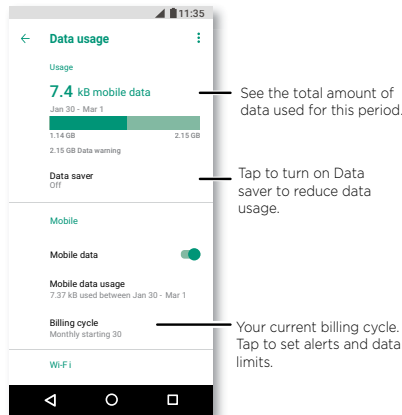 11:35
Data usage
Usage
7.4 kB mobile data
Jan 30 - Mar 1
1.14 GB 2.15 GB
2.15 GB Data warning
Data saver
Off
Mobile
Mobile data
Mobile data usage
7.37 kB used between Jan 30 - Mar 1
Billing cycle
Monthly starting 30
Wi-Fi
See the total amount of
data used for this period.
Tap to turn on Data
saver to reduce data
usage.
Your current billing cycle.
Tap to set alerts and data
limits.